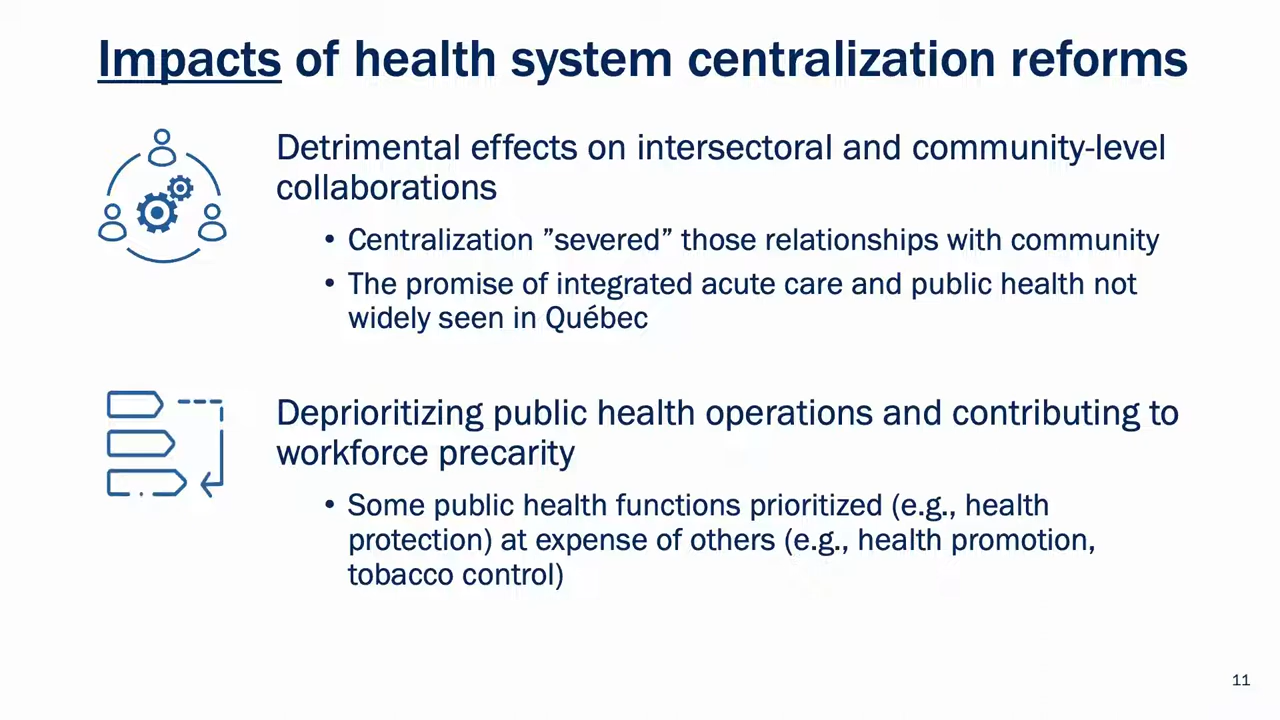 Impacts of health system centralization reforms
Detrimental effects on intersectoral and community-level
collaborations
• Centralization ”severed” those relationships with community
• The promise of integrated acute care and public health not
widely seen in Québec
Deprioritizing public health operations and contributing to
workforce precarity
• Some public health functions prioritized (e.g., health
protection) at expense of others (e.g., health promotion,
tobacco control)
11